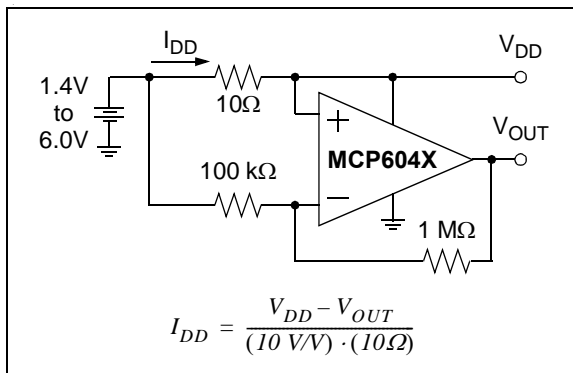 I_DD
V_DD
1.4V
to
6.0V
10Ω
V_OUT
+
MCP604X
100 kΩ
–
1 MΩ
I_DD = (V_DD – V_OUT) / ((10 V/V) · (10Ω))